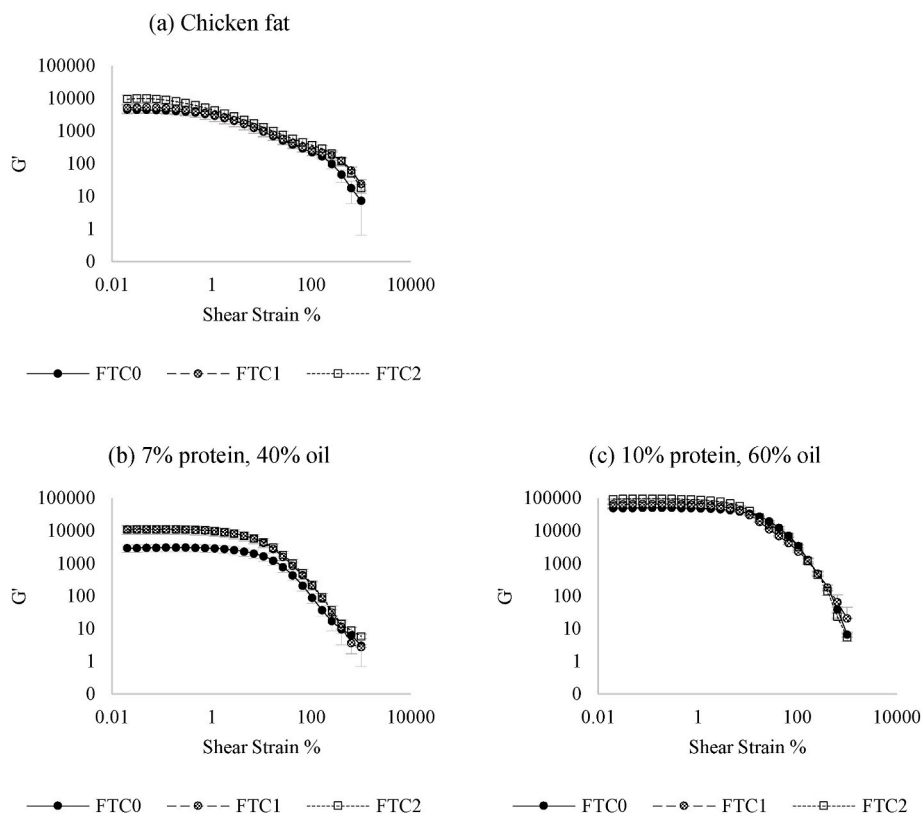 (a) Chicken fat
100000
10000
1000
100
10
1
0
G'
0.01 1 100 10000
Shear Strain %
FTC0 FTC1 FTC2
(b) 7% protein, 40% oil
100000
10000
1000
100
10
1
0
G'
0.01 1 100 10000
Shear Strain %
FTC0 FTC1 FTC2
(c) 10% protein, 60% oil
100000
10000
1000
100
10
1
0
G'
0.01 1 100 10000
Shear Strain %
FTC0 FTC1 FTC2